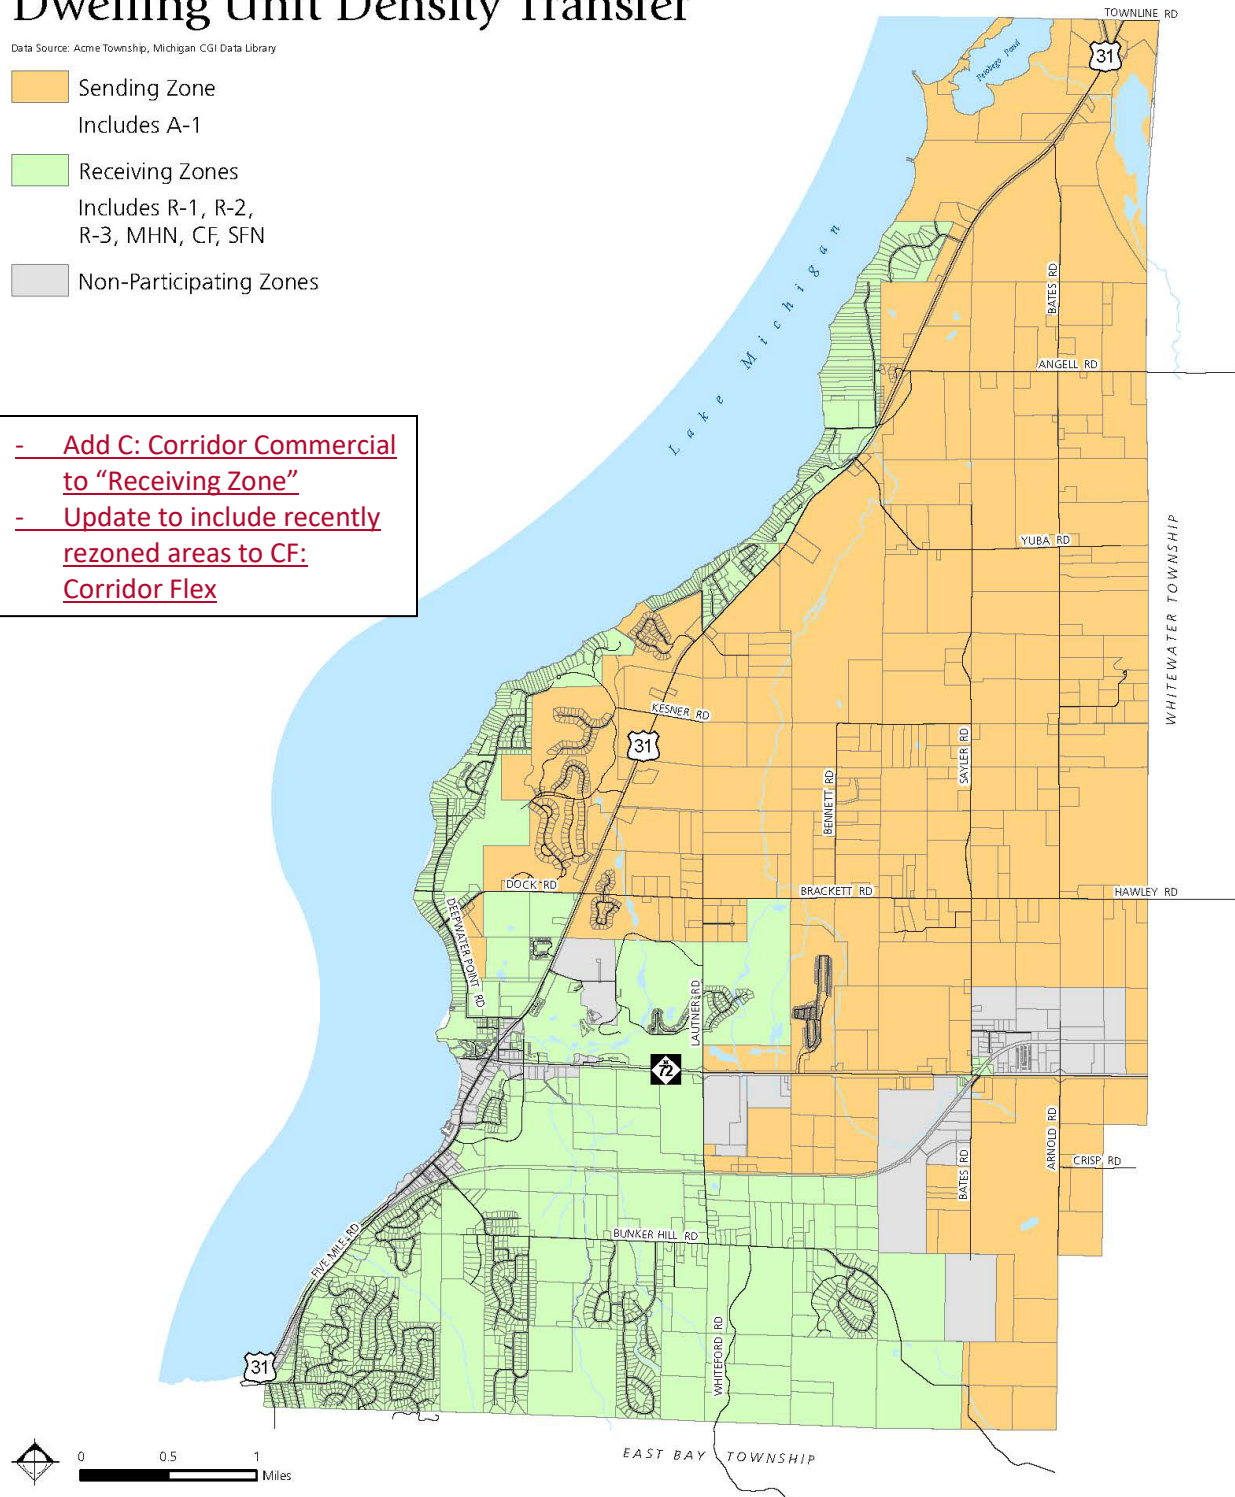 Dwelling Unit Density Transfer
Data Source: Acme Township, Michigan CGI Data Library
Sending Zone
Includes A-1
Receiving Zones
Includes R-1, R-2,
R-3, MHN, CF, SFN
Non-Participating Zones
- Add C: Corridor Commercial
to “Receiving Zone”
- Update to include recently
rezoned areas to CF:
Corridor Flex
TOWNLINE RD
31
Petobego Pond
Lake Michigan
BATES RD
ANGELL RD
YUBA RD
WHITEWATER TOWNSHIP
KESNER RD
31
SAYLER RD
BENNETT RD
DOCK RD
BRACKETT RD
HAWLEY RD
DEEPWATER POINT RD
LAUTNER RD
M
72
ARNOLD RD
BATES RD
CRISP RD
BUNKER HILL RD
FIVE MILE RD
WHITEFORD RD
31
EAST BAY TOWNSHIP
0 0.5 1
Miles